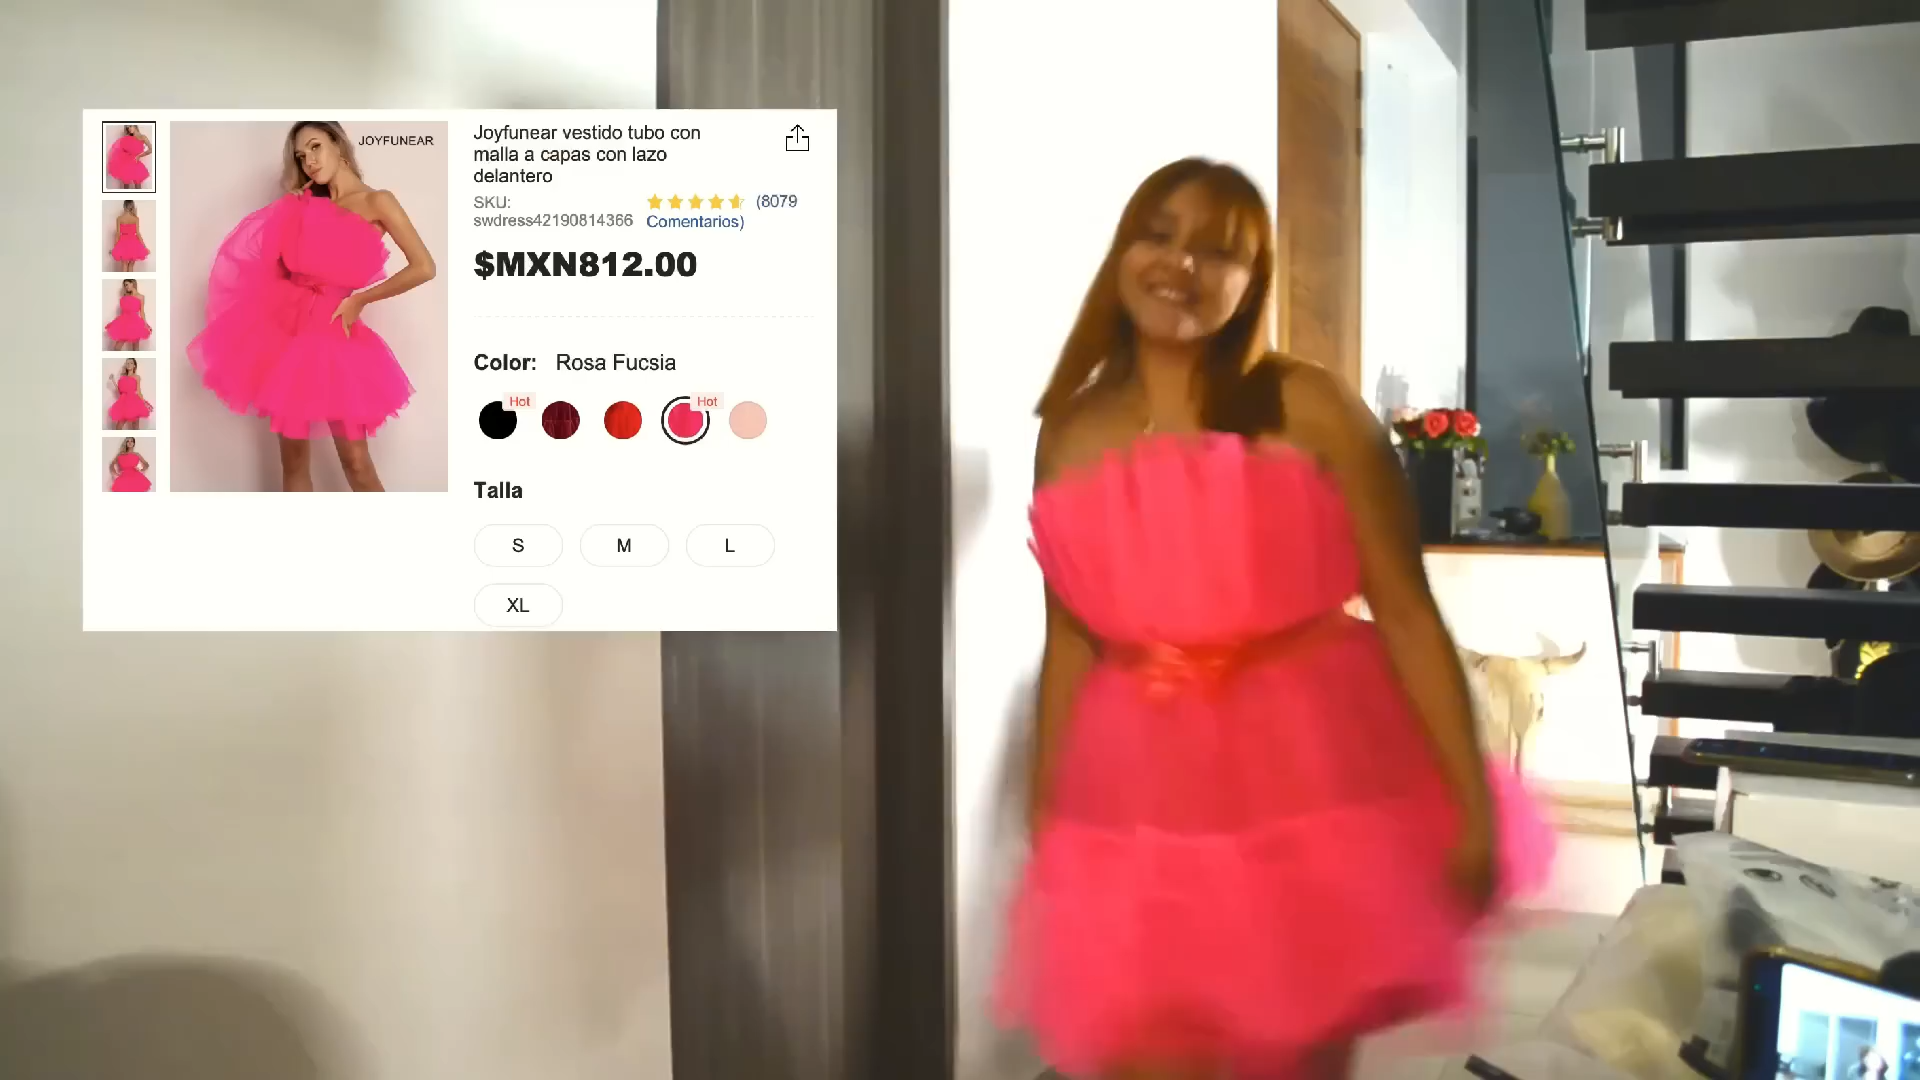 JOYFUNEAR
Joyfunear vestido tubo con
malla a capas con lazo
delantero
SKU:
swdress42190814366
(8079
Comentarios)
$MXN812.00
Color: Rosa Fucsia
Hot
Hot
Talla
S M L
XL